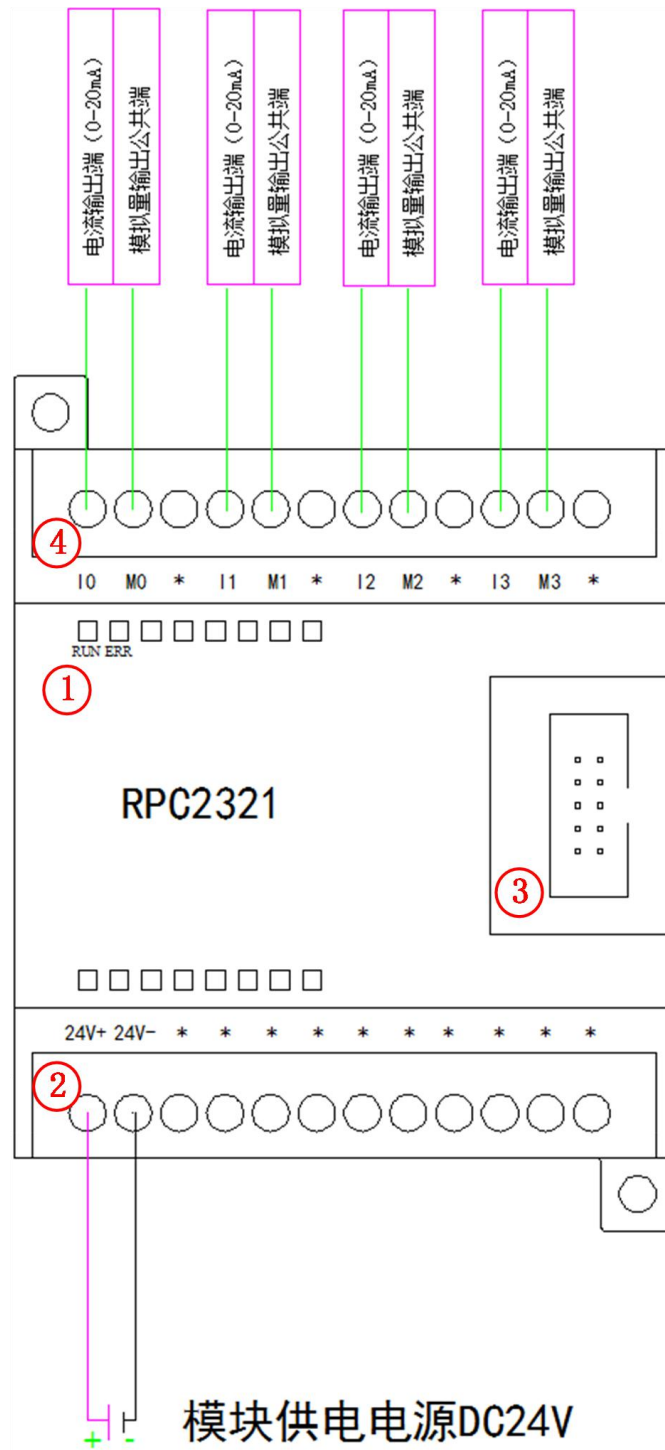 电流输出端（0-20mA）
模拟量输出公共端
电流输出端（0-20mA）
模拟量输出公共端
电流输出端（0-20mA）
模拟量输出公共端
电流输出端（0-20mA）
模拟量输出公共端
④
I0 M0 * I1 M1 * I2 M2 * I3 M3 *
RUN ERR
①
RPC2321
③
24V+ 24V- * * * * * * * * * *
②
+ -
模块供电电源DC24V